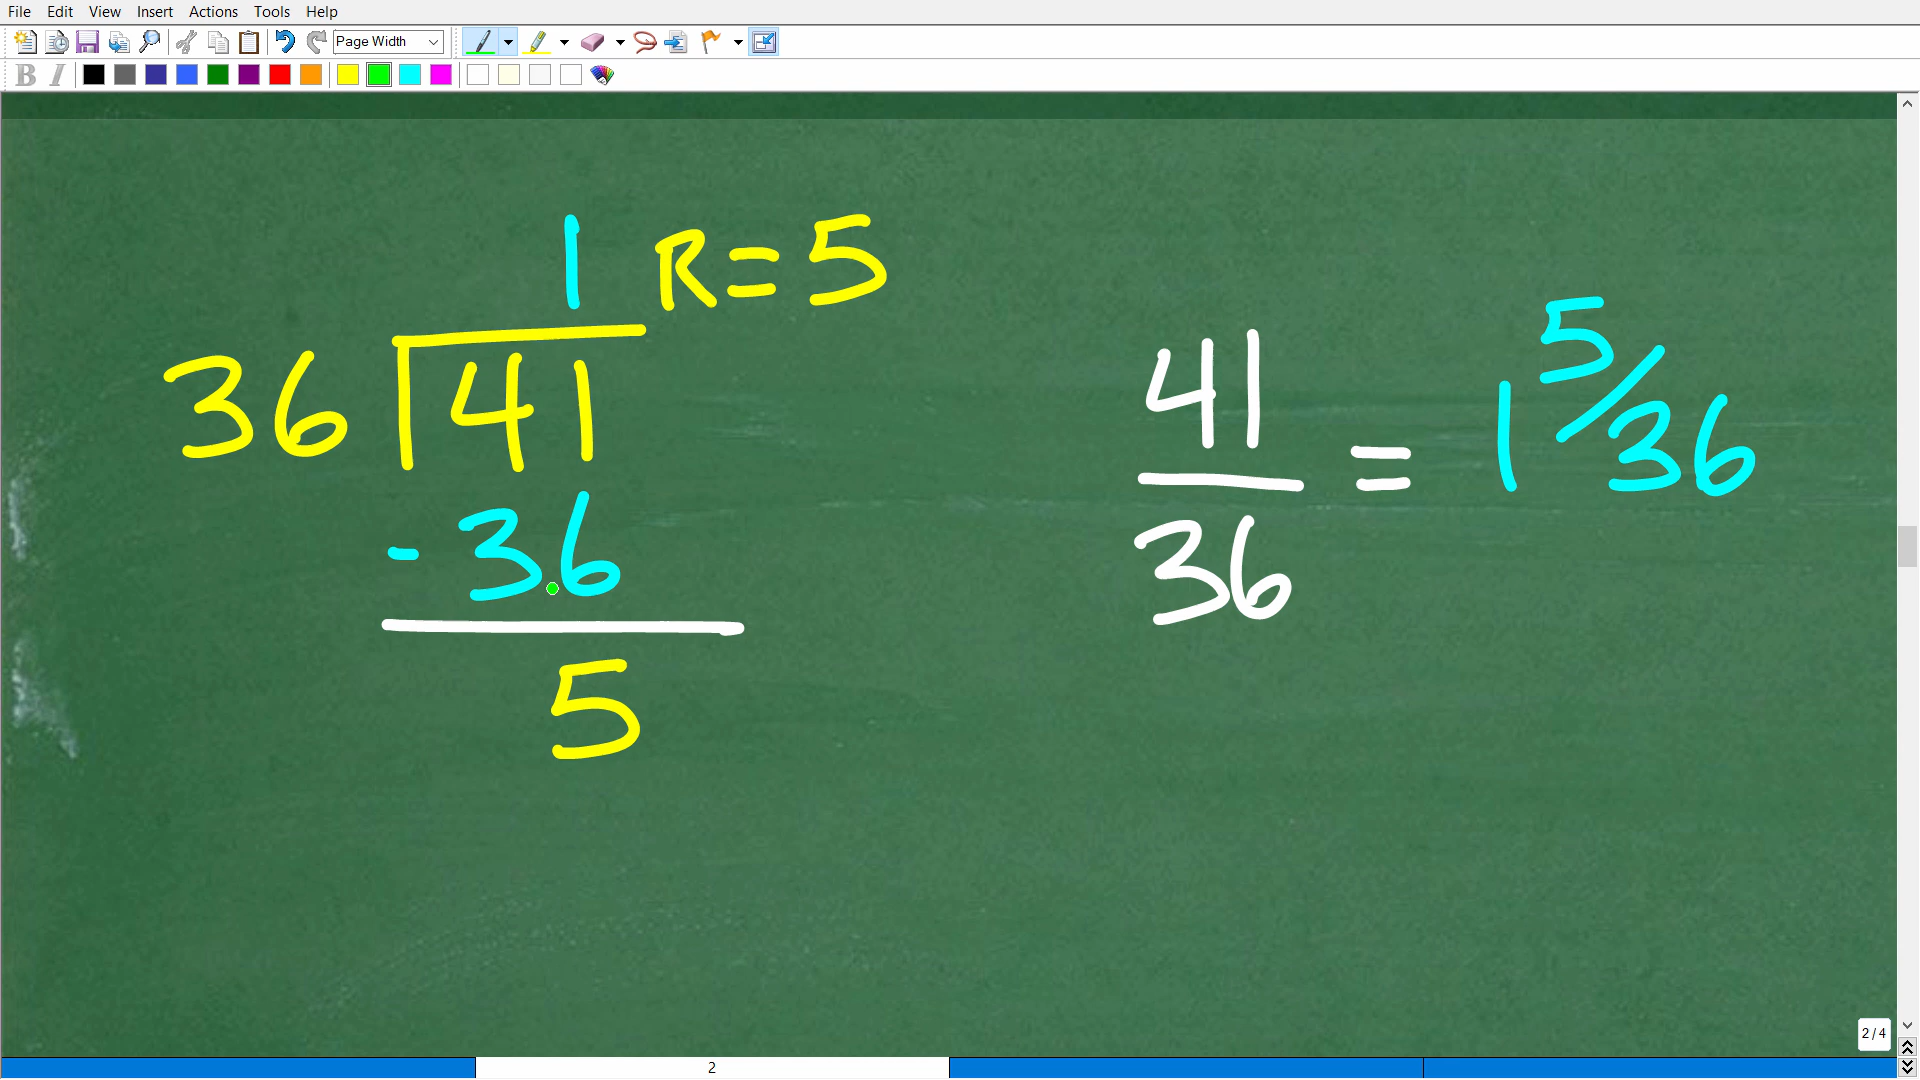 File Edit View Insert Actions Tools Help
Page Width
B I
1 R = 5
36 41
- 36
5
41
36
=
1 5/36
2 / 4
2